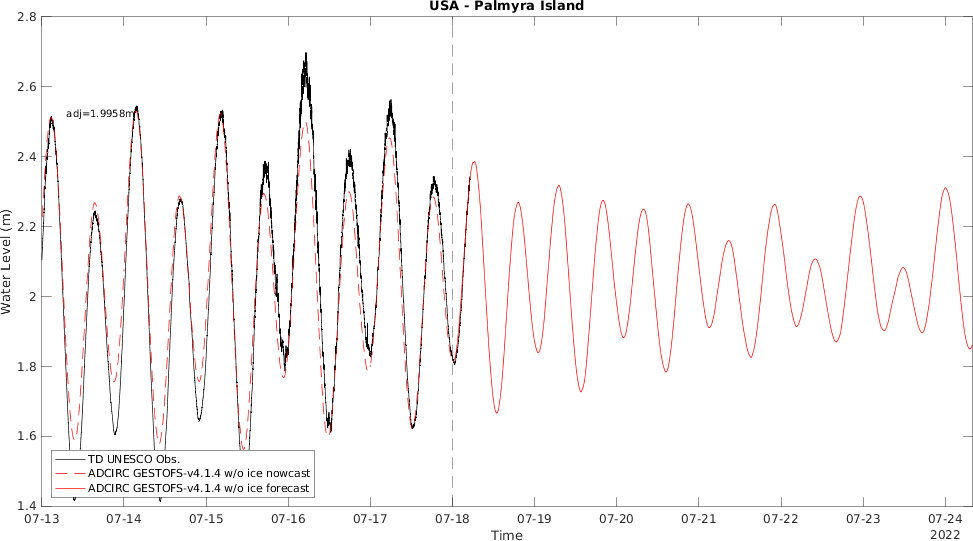 USA - Palmyra Island
2.8
2.6
2.4
2.2
2
1.8
1.6
1.4
Water Level (m)
adj=1.9958m
TD UNESCO Obs.
ADCIRC GESTOFS-v4.1.4 w/o ice nowcast
ADCIRC GESTOFS-v4.1.4 w/o ice forecast
07-13 07-14 07-15 07-16 07-17 07-18 07-19 07-20 07-21 07-22 07-23 07-24
2022
Time